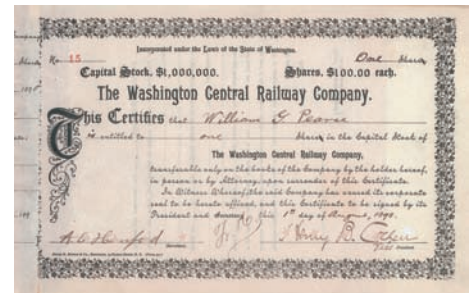 Incorporated under the Laws of the State of Washington.
No 15
One Share
Capital Stock, $1,000,000. Shares, $100.00 each.
The Washington Central Railway Company.
This Certifies that William G. Pearce
is entitled to one Share in the Capital Stock of
The Washington Central Railway Company,
transferable only on the books of the Company by the holder hereof,
in person or by Attorney, upon surrender of this Certificate.
In Witness Whereof, the said Company has caused its corporate
seal to be hereto affixed, and this Certificate to be signed by its
President and Secretary this 1st day of August, 1898.
Secretary.
President